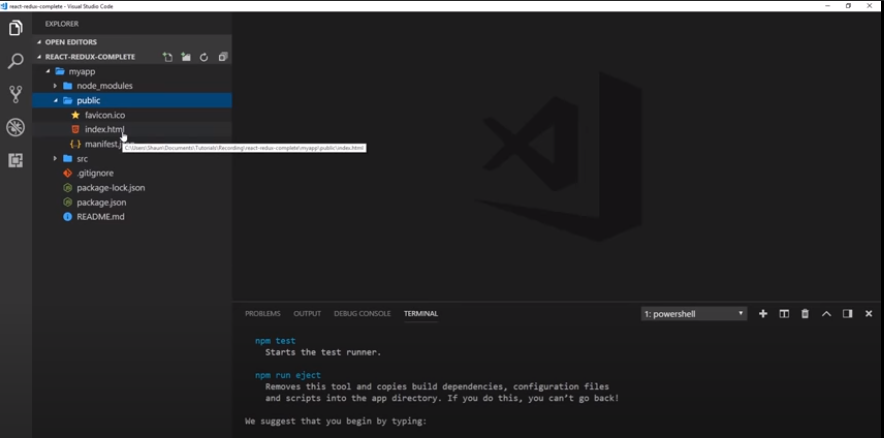 react-redux-complete - Visual Studio Code
EXPLORER
OPEN EDITORS
REACT-REDUX-COMPLETE
myapp
node_modules
public
favicon.ico
index.html
manifest.j
C:\Users\Shaun\Documents\Tutorials\Recording\react-redux-complete\myapp\public\index.html
src
.gitignore
package-lock.json
package.json
README.md
PROBLEMS OUTPUT DEBUG CONSOLE TERMINAL 1: powershell
npm test
Starts the test runner.
npm run eject
Removes this tool and copies build dependencies, configuration files
and scripts into the app directory. If you do this, you can't go back!
We suggest that you begin by typing: